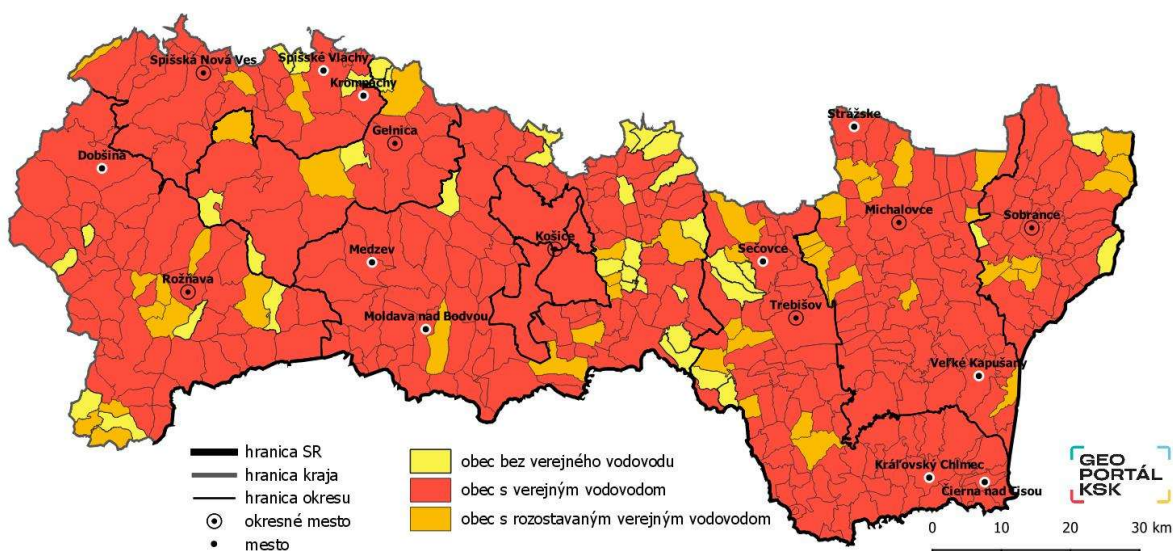 Spišská Nová Ves
Spišské Vlachy
Krompachy
Gelnica
Dobšiná
Strážske
Michalovce
Sobrance
Košice
Medzev
Sečovce
Rožňava
Trebišov
Moldava nad Bodvou
Veľké Kapušany
Kráľovský Chlmec
Čierna nad Tisou
hranica SR
hranica kraja
hranica okresu
okresné mesto
mesto
obec bez verejného vodovodu
obec s verejným vodovodom
obec s rozostavaným verejným vodovodom
GEO
PORTÁL
KSK
0 10 20 30 km